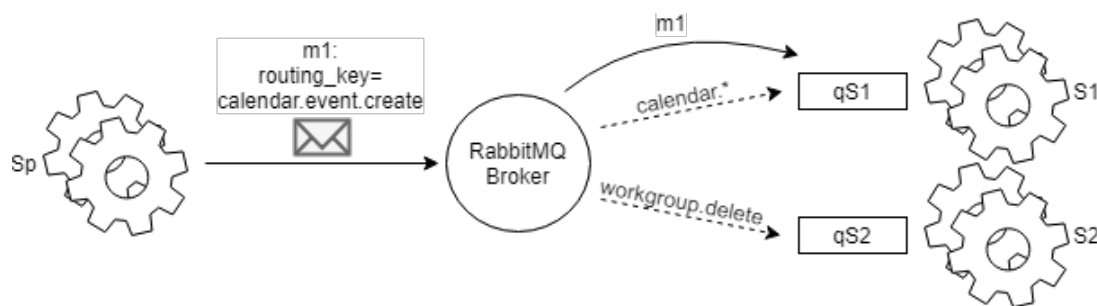 m1:
routing_key=
calendar.event.create
Sp
RabbitMQ
Broker
m1
calendar.*
workgroup.delete
qS1
S1
qS2
S2